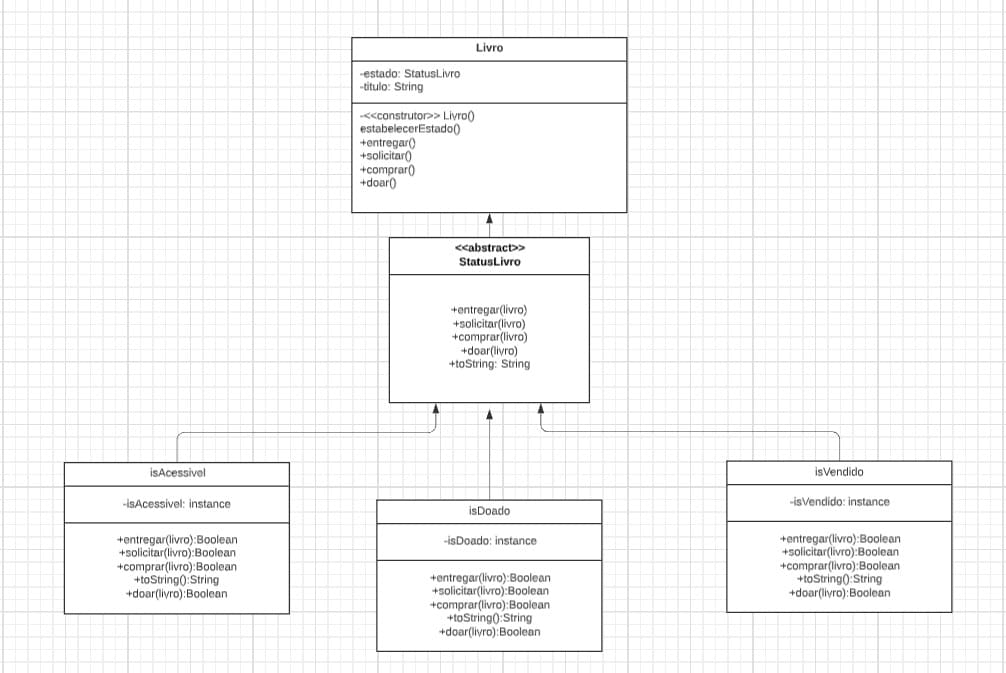 Livro
-estado: StatusLivro
-titulo: String
-<<construtor>> Livro()
estabelecerEstado()
+entregar()
+solicitar()
+comprar()
+doar()
<<abstract>>
StatusLivro
+entregar(livro)
+solicitar(livro)
+comprar(livro)
+doar(livro)
+toString: String
isAcessivel
-isAcessivel: instance
+entregar(livro):Boolean
+solicitar(livro):Boolean
+comprar(livro):Boolean
+toString():String
+doar(livro):Boolean
isDoado
-isDoado: instance
+entregar(livro):Boolean
+solicitar(livro):Boolean
+comprar(livro):Boolean
+toString():String
+doar(livro):Boolean
isVendido
-isVendido: instance
+entregar(livro):Boolean
+solicitar(livro):Boolean
+comprar(livro):Boolean
+toString():String
+doar(livro):Boolean